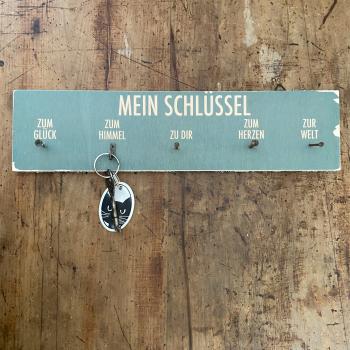 MEIN SCHLÜSSEL
ZUM
GLÜCK
ZUM
HIMMEL
ZU DIR
ZUM
HERZEN
ZUR
WELT